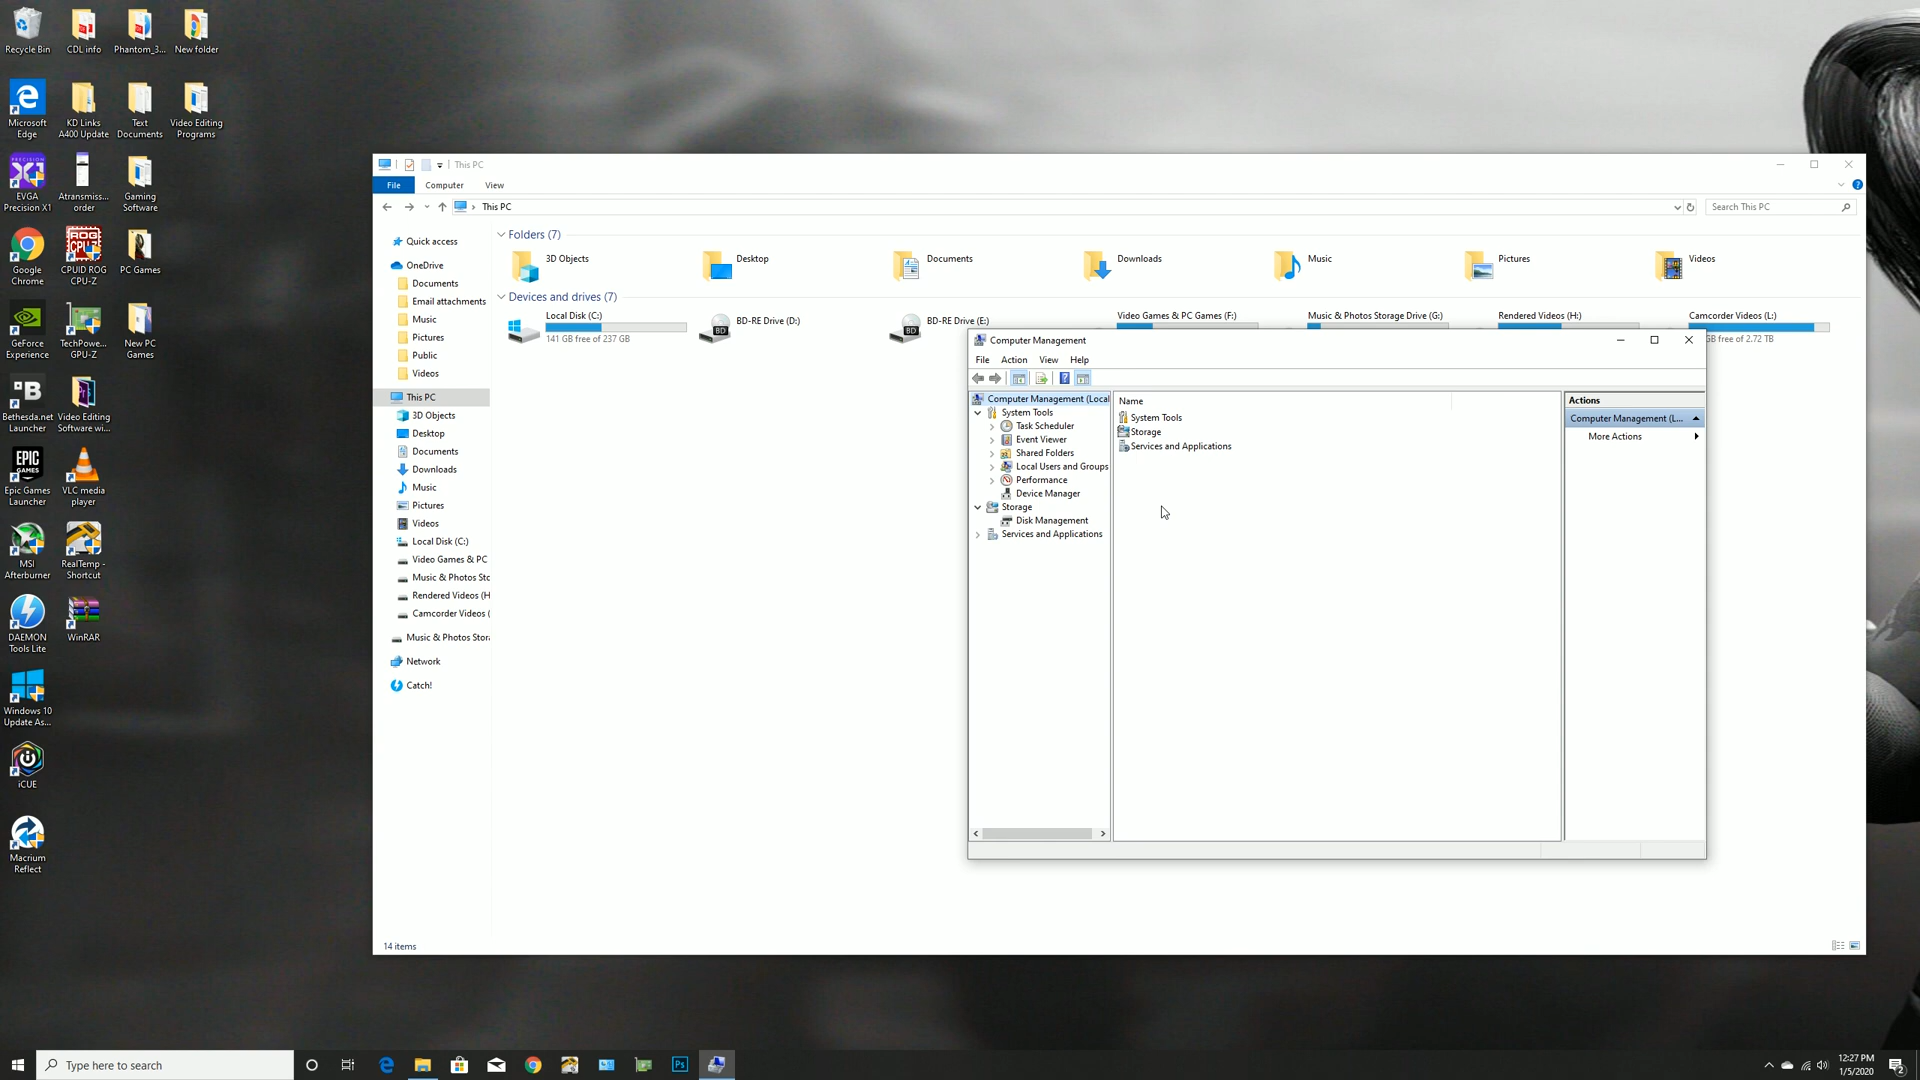 Recycle Bin
CDL info
Phantom_3...
New folder
Microsoft
Edge
KD Links
A400 Update
Text
Documents
Video Editing
Programs
EVGA
Precision X1
Atransmiss...
order
Gaming
Software
Google
Chrome
CPUID ROG
CPU-Z
PC Games
GeForce
Experience
TechPowe...
GPU-Z
New PC
Games
Bethesda.net
Launcher
Video Editing
Software wi...
Epic Games
Launcher
VLC media
player
MSI
Afterburner
RealTemp -
Shortcut
DAEMON
Tools Lite
WinRAR
Windows 10
Update As...
iCUE
Macrium
Reflect
This PC
File
Computer
View
This PC
Search This PC
Quick access
OneDrive
Documents
Email attachments
Music
Pictures
Public
Videos
This PC
3D Objects
Desktop
Documents
Downloads
Music
Pictures
Videos
Local Disk (C:)
Video Games & PC
Music & Photos Stc
Rendered Videos (H
Camcorder Videos (
Music & Photos Stora
Network
Catch!
Folders (7)
3D Objects
Desktop
Documents
Downloads
Music
Pictures
Videos
Devices and drives (7)
Local Disk (C:)
141 GB free of 237 GB
BD-RE Drive (D:)
BD-RE Drive (E:)
Video Games & PC Games (F:)
Music & Photos Storage Drive (G:)
Rendered Videos (H:)
Camcorder Videos (L:)
GB free of 2.72 TB
14 items
Computer Management
File
Action
View
Help
Computer Management (Local
System Tools
Task Scheduler
Event Viewer
Shared Folders
Local Users and Groups
Performance
Device Manager
Storage
Disk Management
Services and Applications
Name
System Tools
Storage
Services and Applications
Actions
Computer Management (L...
More Actions
Type here to search
12:27 PM
1/5/2020